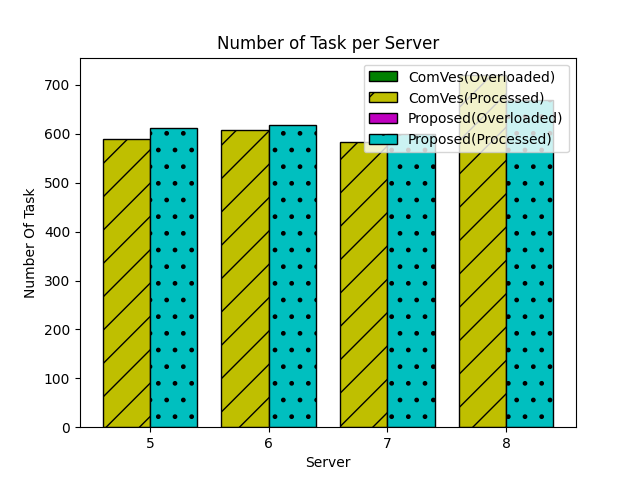 Number of Task per Server
ComVes(Overloaded)
ComVes(Processed)
Proposed(Overloaded)
Proposed(Processed)
Number Of Task
700
600
500
400
300
200
100
0
5 6 7 8
Server